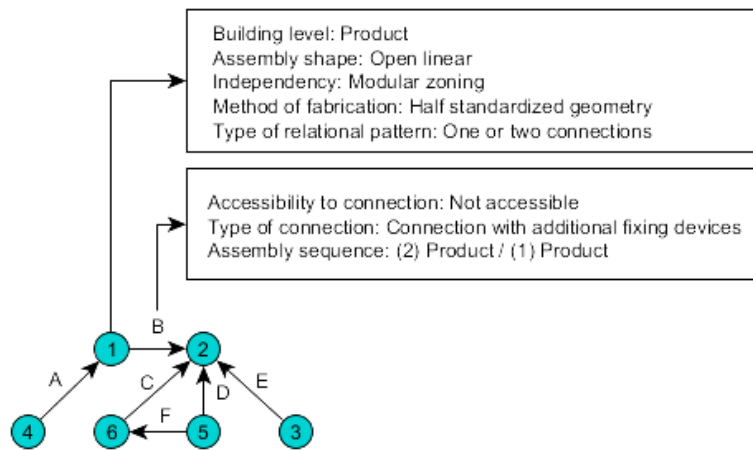 Building level: Product
Assembly shape: Open linear
Independency: Modular zoning
Method of fabrication: Half standardized geometry
Type of relational pattern: One or two connections
Accessibility to connection: Not accessible
Type of connection: Connection with additional fixing devices
Assembly sequence: (2) Product / (1) Product
B
1
2
A
C
D
E
F
4
6
5
3